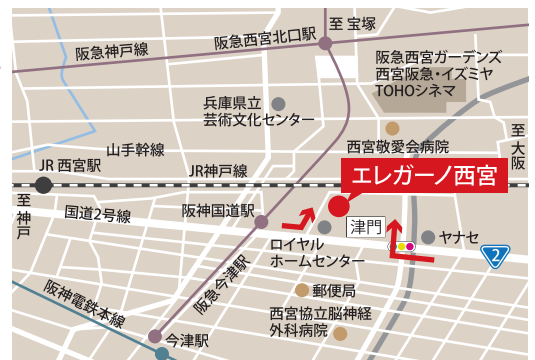 至 宝塚
阪急神戸線
阪急西宮北口駅
阪急西宮ガーデンズ
西宮阪急・イズミヤ
TOHOシネマ
兵庫県立
芸術文化センター
至 大阪
山手幹線
西宮敬愛会病院
JR 西宮駅
JR神戸線
エレガーノ西宮
至 神戸
国道2号線
阪神国道駅
津門
ロイヤル
ホームセンター
ヤナセ
2
阪急今津駅
阪神電鉄本線
郵便局
西宮協立脳神経
外科病院
今津駅